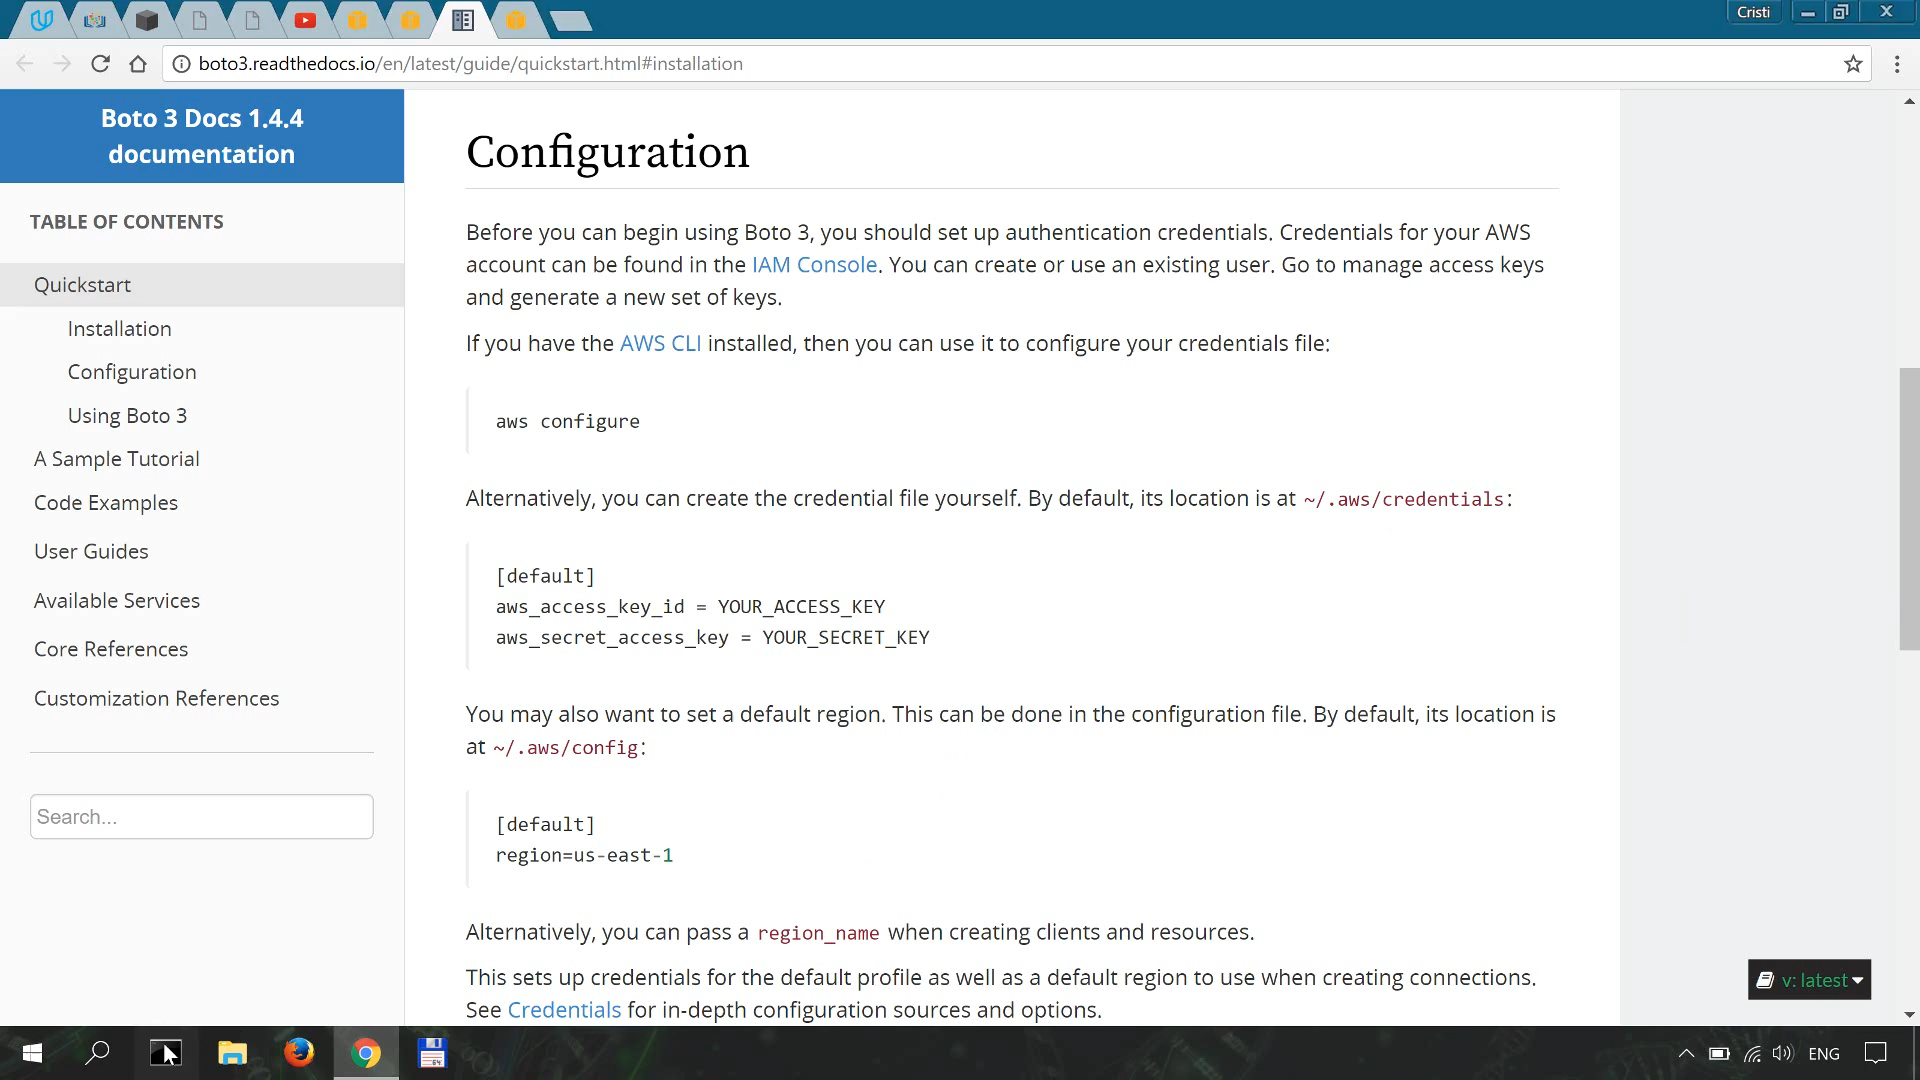 Cristi
boto3.readthedocs.io/en/latest/guide/quickstart.html#installation
Boto 3 Docs 1.4.4
documentation
TABLE OF CONTENTS
Quickstart
Installation
Configuration
Using Boto 3
A Sample Tutorial
Code Examples
User Guides
Available Services
Core References
Customization References
Search...
Configuration
Before you can begin using Boto 3, you should set up authentication credentials. Credentials for your AWS
account can be found in the IAM Console. You can create or use an existing user. Go to manage access keys
and generate a new set of keys.
If you have the AWS CLI installed, then you can use it to configure your credentials file:
aws configure
Alternatively, you can create the credential file yourself. By default, its location is at ~/.aws/credentials:
[default]
aws_access_key_id = YOUR_ACCESS_KEY
aws_secret_access_key = YOUR_SECRET_KEY
You may also want to set a default region. This can be done in the configuration file. By default, its location is
at ~/.aws/config:
[default]
region=us-east-1
Alternatively, you can pass a region_name when creating clients and resources.
This sets up credentials for the default profile as well as a default region to use when creating connections.
See Credentials for in-depth configuration sources and options.
v: latest
64
ENG